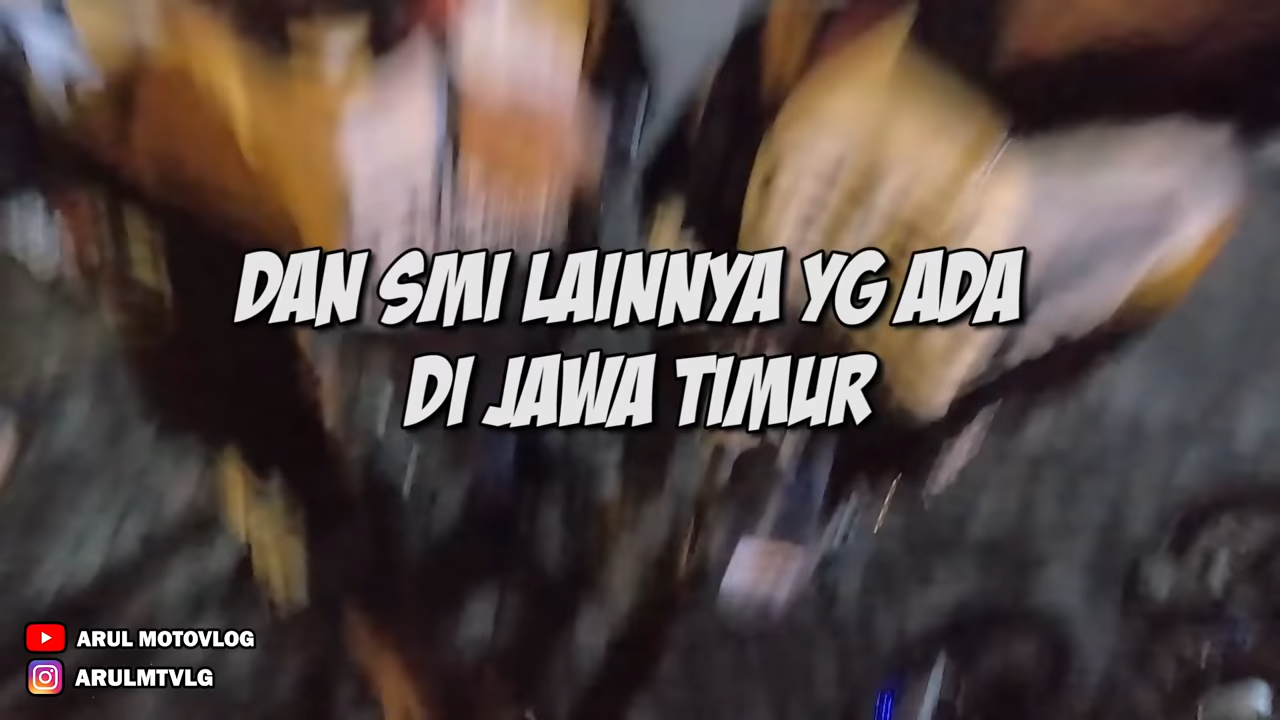 DAN SMI LAINNYA YG ADA
DI JAWA TIMUR
ARUL MOTOVLOG
ARULMTVLG